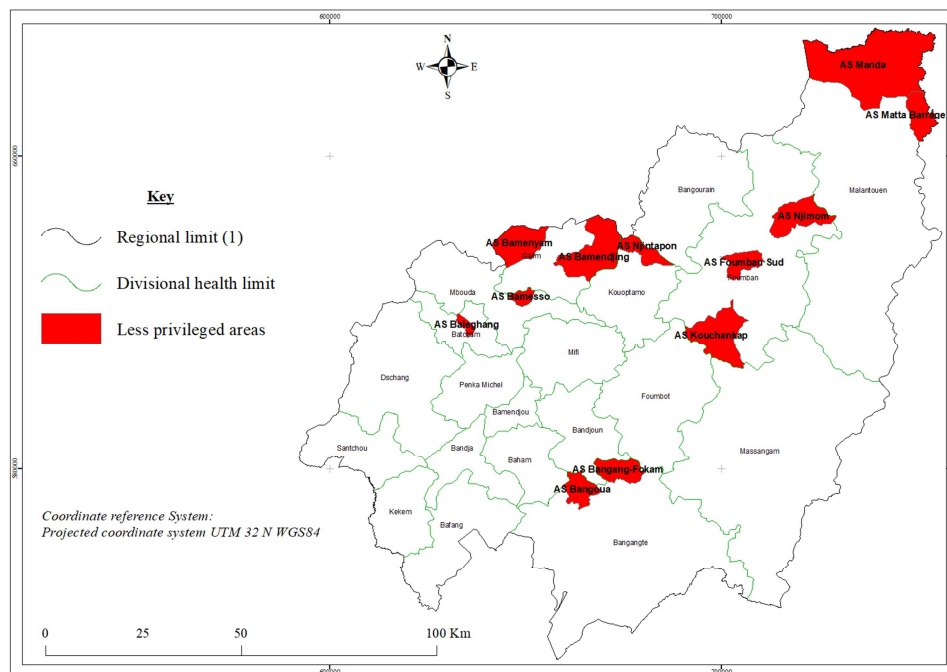 600000
700000
N
W
E
S
AS Manda
AS Matta Barrage
660000
Key
Bangourain
Malantouen
Regional limit (1)
AS Njimom
AS Bamenyam
AS Njintapon
Galim
AS Bamendjing
AS Foumban Sud
Foumban
Divisional health limit
Mbouda
AS Bamesso
Kouoptamo
Less privileged areas
AS Baleghang
Batcham
AS Kouchankap
Mifi
Dschang
Penka Michel
Foumbot
Bamendjou
Bandjoun
Santchou
Bandja
Baham
Massangam
580000
AS Bangang-Fokam
AS Bangoua
Kekem
Coordinate reference System:
Projected coordinate system UTM 32 N WGS84
Bafang
Bangangte
0
25
50
100 Km
600000
700000